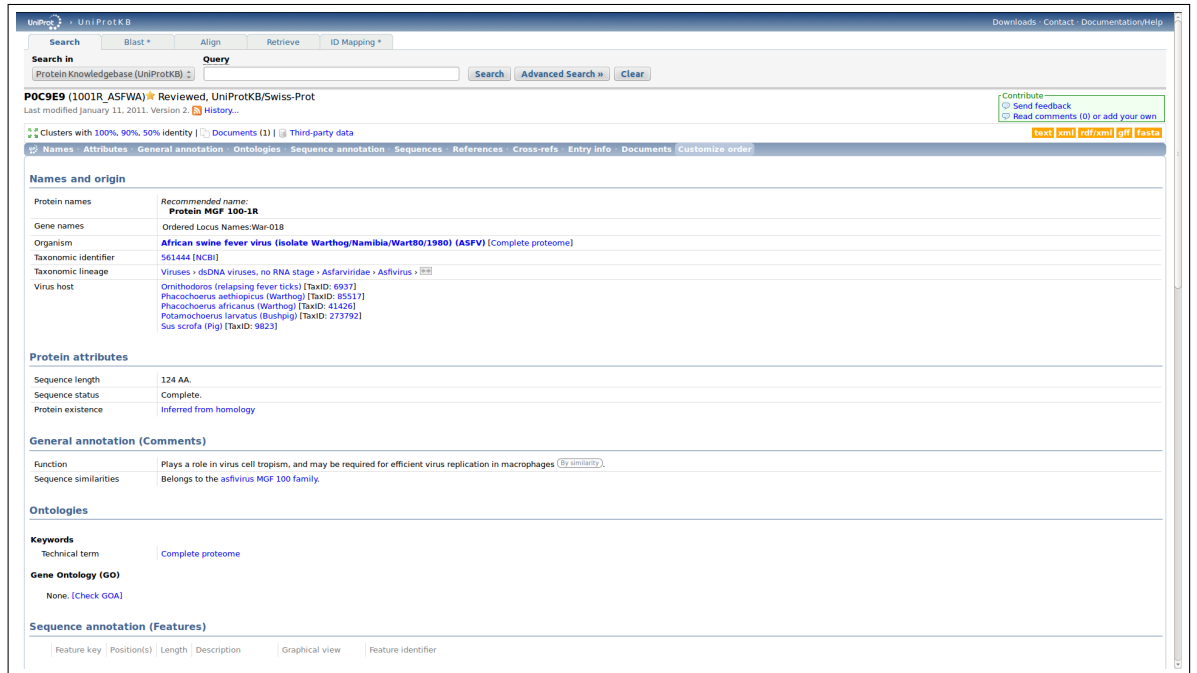 UniProt › UniProtKB
Downloads · Contact · Documentation/Help
Search Blast * Align Retrieve ID Mapping *
Search in Query
Protein Knowledgebase (UniProtKB) Search Advanced Search » Clear
P0C9E9 (1001R_ASFWA) Reviewed, UniProtKB/Swiss-Prot
Last modified January 11, 2011. Version 2. History...
Contribute
Send feedback
Read comments (0) or add your own
Clusters with 100%, 90%, 50% identity | Documents (1) | Third-party data
text xml rdf/xml gff fasta
Names · Attributes · General annotation · Ontologies · Sequence annotation · Sequences · References · Cross-refs · Entry info · Documents Customize order
Names and origin
Protein names Recommended name:
Protein MGF 100-1R
Gene names Ordered Locus Names:War-018
Organism African swine fever virus (isolate Warthog/Namibia/Wart80/1980) (ASFV) [Complete proteome]
Taxonomic identifier 561444 [NCBI]
Taxonomic lineage Viruses › dsDNA viruses, no RNA stage › Asfarviridae › Asfivirus ›
Virus host Ornithodoros (relapsing fever ticks) [TaxID: 6937]
Phacochoerus aethiopicus (Warthog) [TaxID: 85517]
Phacochoerus africanus (Warthog) [TaxID: 41426]
Potamochoerus larvatus (Bushpig) [TaxID: 273792]
Sus scrofa (Pig) [TaxID: 9823]
Protein attributes
Sequence length 124 AA.
Sequence status Complete.
Protein existence Inferred from homology
General annotation (Comments)
Function Plays a role in virus cell tropism, and may be required for efficient virus replication in macrophages By similarity.
Sequence similarities Belongs to the asfivirus MGF 100 family.
Ontologies
Keywords
Technical term Complete proteome
Gene Ontology (GO)
None. [Check GOA]
Sequence annotation (Features)
Feature key Position(s) Length Description Graphical view Feature identifier